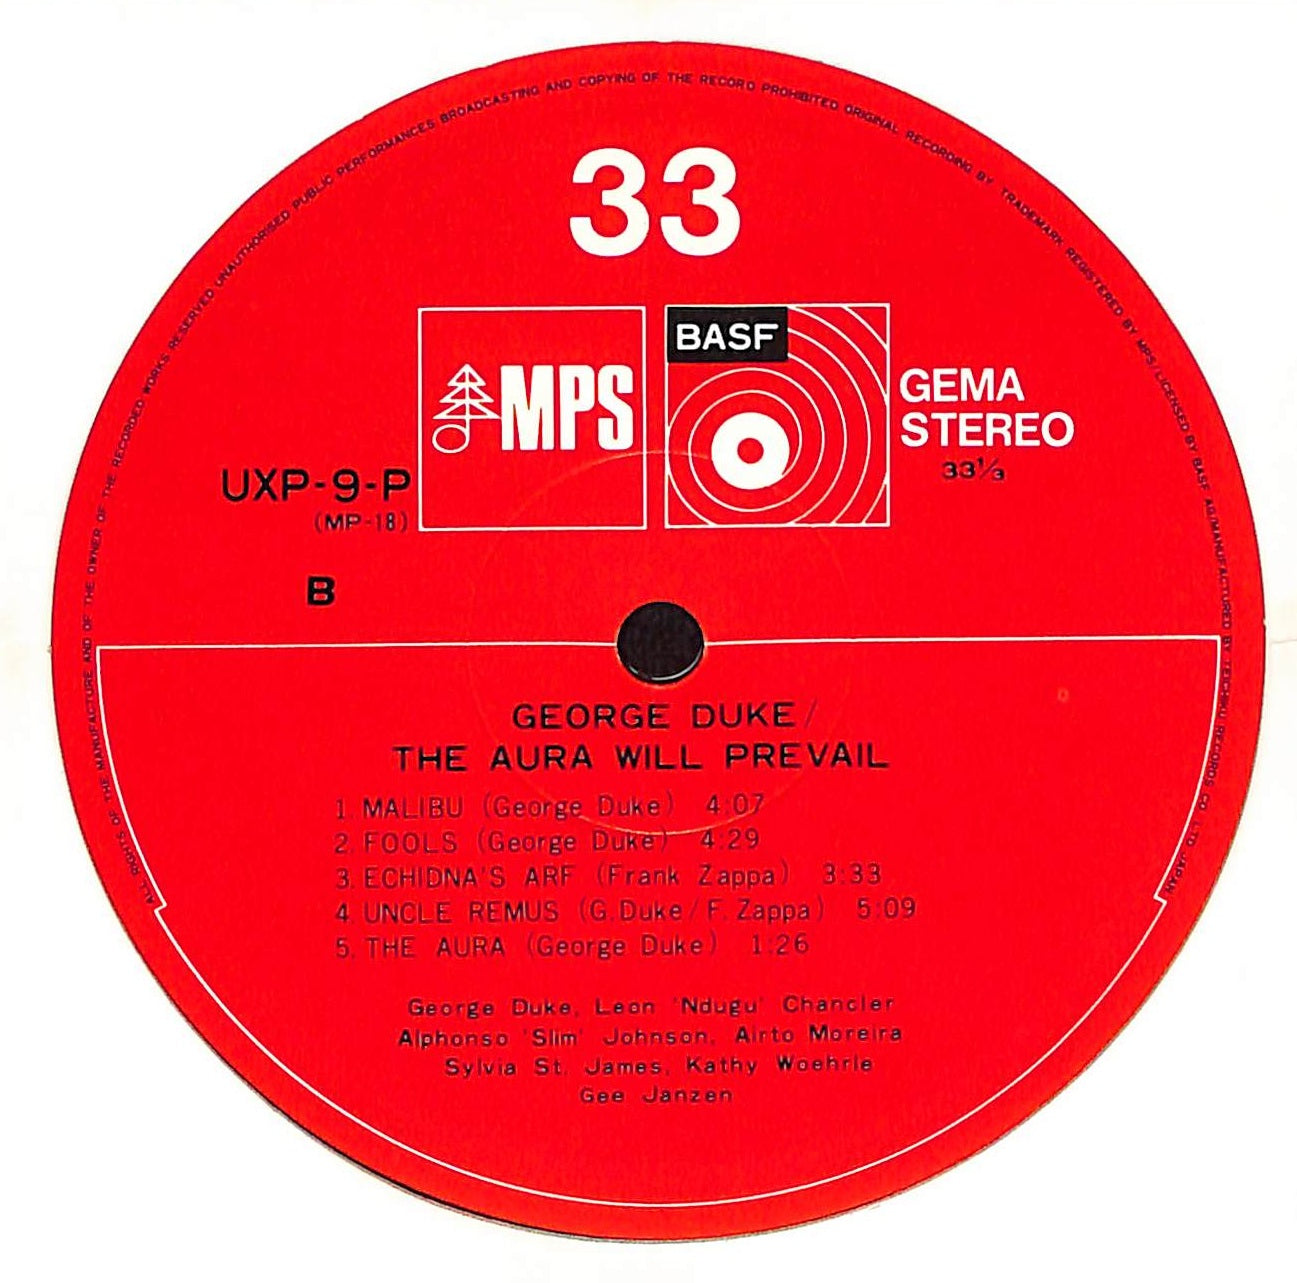 ALL RIGHTS OF THE MANUFACTURE AND OF THE OWNER OF THE RECORDED WORKS RESERVED UNAUTHORISED PUBLIC PERFORMANCES BROADCASTING AND COPYING OF THE RECORD PROHIBITED ORIGINAL RECORDING BY TRADEMARK REGISTERED BY MPS/LICENSED BY BASF AG/MANUFACTURED BY TEICHIKU RECORDS CO., LTD. JAPAN
33
MPS
BASF
GEMA
STEREO
33⅓
UXP-9-P
(MP-18)
B
GEORGE DUKE/
THE AURA WILL PREVAIL
1. MALIBU (George Duke) 4:07
2. FOOLS (George Duke) 4:29
3. ECHIDNA'S ARF (Frank Zappa) 3:33
4. UNCLE REMUS (G.Duke/F. Zappa) 5:09
5. THE AURA (George Duke) 1:26
George Duke, Leon 'Ndugu' Chancler
Alphonso 'Slim' Johnson, Airto Moreira
Sylvia St. James, Kathy Woehrle
Gee Janzen